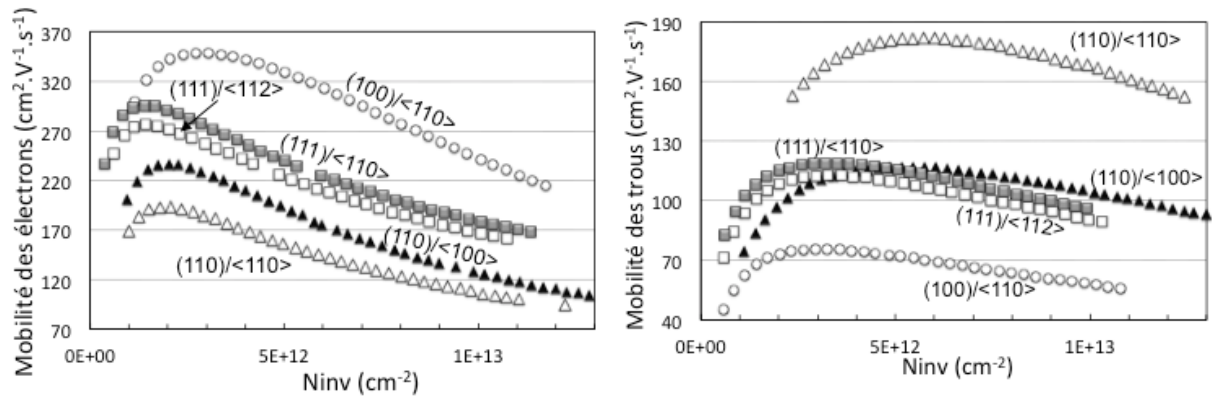 Mobilité des électrons (cm².V⁻¹.s⁻¹)
370
320
270
220
170
120
70
0E+00
5E+12
1E+13
Ninv (cm⁻²)
(100)/<110>
(111)/<112>
(111)/<110>
(110)/<100>
(110)/<110>
Mobilité des trous (cm².V⁻¹.s⁻¹)
190
160
130
100
70
40
0E+00
5E+12
1E+13
Ninv (cm⁻²)
(110)/<110>
(111)/<110>
(110)/<100>
(111)/<112>
(100)/<110>